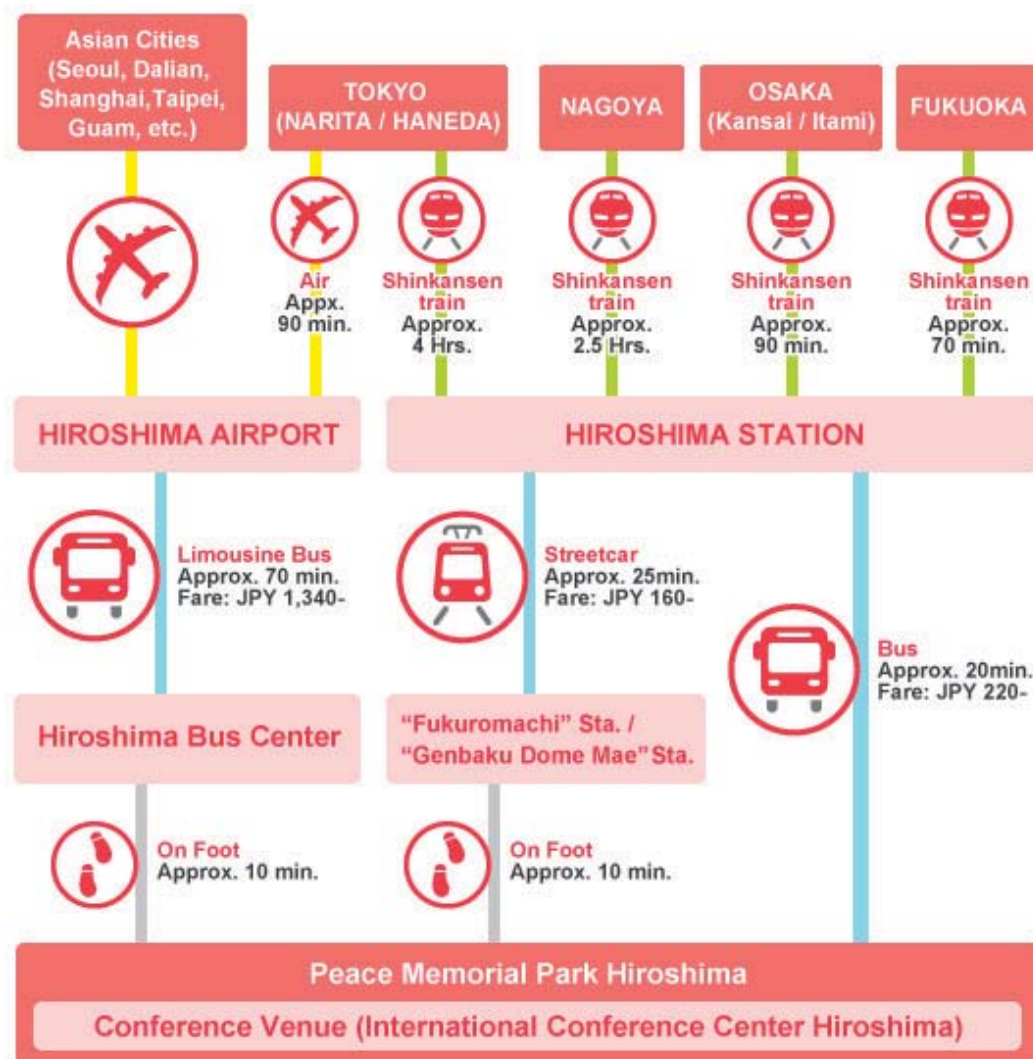 Asian Cities
(Seoul, Dalian,
Shanghai,Taipei,
Guam, etc.)
TOKYO
(NARITA / HANEDA)
NAGOYA
OSAKA
(Kansai / Itami)
FUKUOKA
Air
Appx.
90 min.
Shinkansen
train
Approx.
4 Hrs.
Shinkansen
train
Approx.
2.5 Hrs.
Shinkansen
train
Approx.
90 min.
Shinkansen
train
Approx.
70 min.
HIROSHIMA AIRPORT
HIROSHIMA STATION
Limousine Bus
Approx. 70 min.
Fare: JPY 1,340-
Streetcar
Approx. 25min.
Fare: JPY 160-
Bus
Approx. 20min.
Fare: JPY 220-
Hiroshima Bus Center
“Fukuromachi” Sta. /
“Genbaku Dome Mae” Sta.
On Foot
Approx. 10 min.
On Foot
Approx. 10 min.
Peace Memorial Park Hiroshima
Conference Venue (International Conference Center Hiroshima)